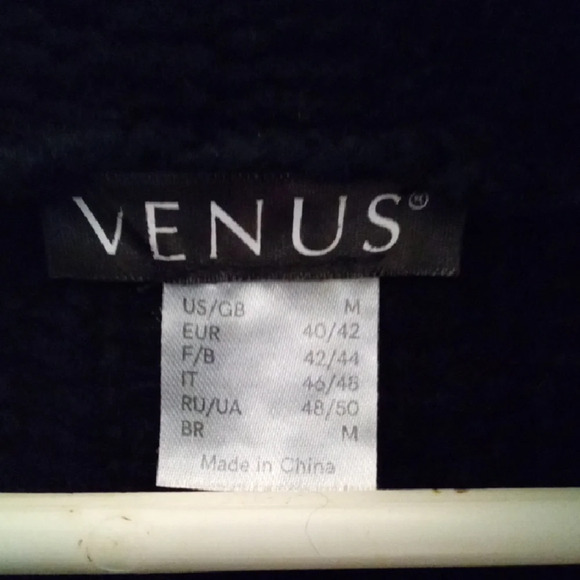 VENUS®
US/GB M
EUR 40/42
F/B 42/44
IT 46/48
RU/UA 48/50
BR M
Made in China